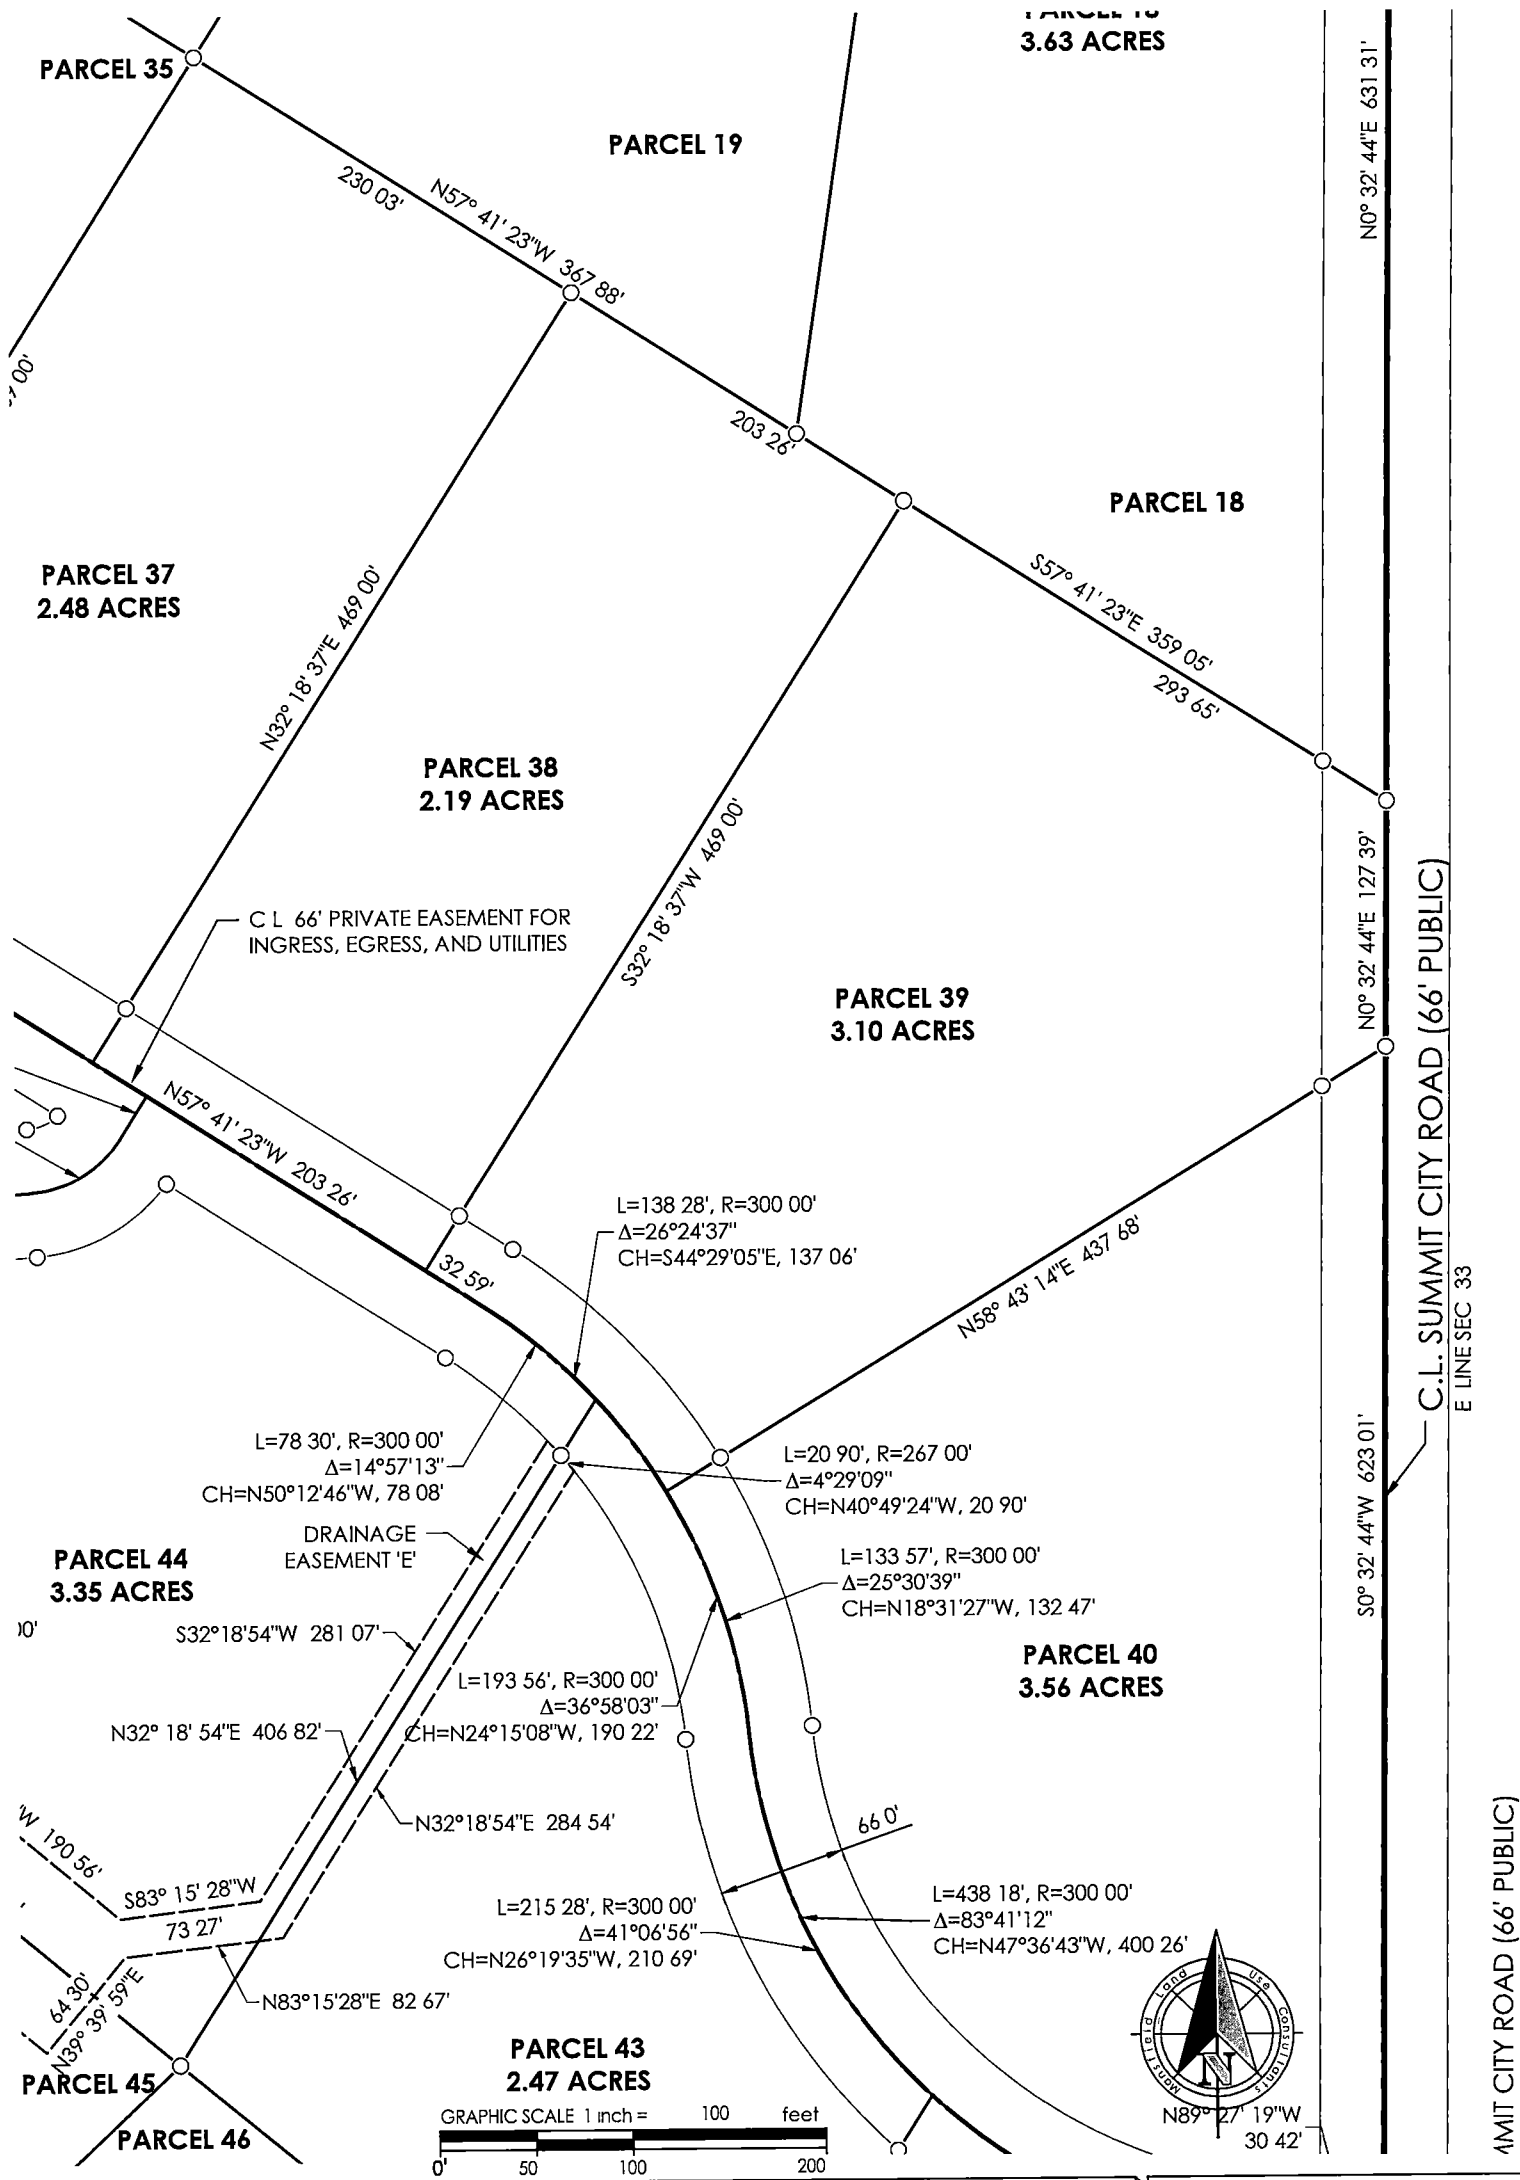 3.63 ACRES
PARCEL 35
PARCEL 19
N0° 32' 44"E 631 31'
230 03'
N57° 41' 23"W 367 88'
203 26'
PARCEL 18
S57° 41' 23"E 359 05'
293 65'
PARCEL 37
2.48 ACRES
N32° 18' 37"E 469 00'
PARCEL 38
2.19 ACRES
S32° 18' 37"W 469 00'
C L 66' PRIVATE EASEMENT FOR
INGRESS, EGRESS, AND UTILITIES
PARCEL 39
3.10 ACRES
N0° 32' 44"E 127 39'
C.L. SUMMIT CITY ROAD (66' PUBLIC)
E LINE SEC 33
N57° 41' 23"W 203 26'
32 59'
L=138 28', R=300 00'
Δ=26°24'37"
CH=S44°29'05"E, 137 06'
N58° 43' 14"E 437 68'
L=78 30', R=300 00'
Δ=14°57'13"
CH=N50°12'46"W, 78 08'
L=20 90', R=267 00'
Δ=4°29'09"
CH=N40°49'24"W, 20 90'
DRAINAGE
EASEMENT 'E'
PARCEL 44
3.35 ACRES
L=133 57', R=300 00'
Δ=25°30'39"
CH=N18°31'27"W, 132 47'
S0° 32' 44"W 623 01'
S32°18'54"W 281 07'
PARCEL 40
3.56 ACRES
L=193 56', R=300 00'
Δ=36°58'03"
CH=N24°15'08"W, 190 22'
N32° 18' 54"E 406 82'
N32°18'54"E 284 54'
66 0'
"W 190 56'
S83° 15' 28"W
73 27'
L=215 28', R=300 00'
Δ=41°06'56"
CH=N26°19'35"W, 210 69'
L=438 18', R=300 00'
Δ=83°41'12"
CH=N47°36'43"W, 400 26'
64 30'
N39° 39' 59"E
N83°15'28"E 82 67'
PARCEL 43
2.47 ACRES
Mansfield Land Use Consultants
N
PARCEL 45
PARCEL 46
GRAPHIC SCALE 1 inch = 100 feet
0' 50 100 200
N89° 27' 19"W
30 42'
MIT CITY ROAD (66' PUBLIC)